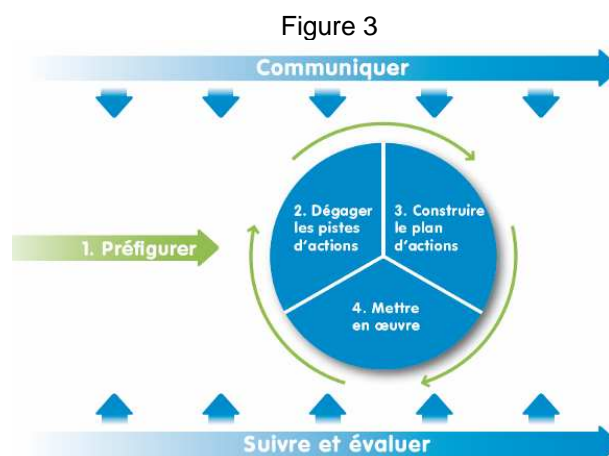 Figure 3
Communiquer
1. Préfigurer
2. Dégager
les pistes
d'actions
3. Construire
le plan
d'actions
4. Mettre
en œuvre
Suivre et évaluer